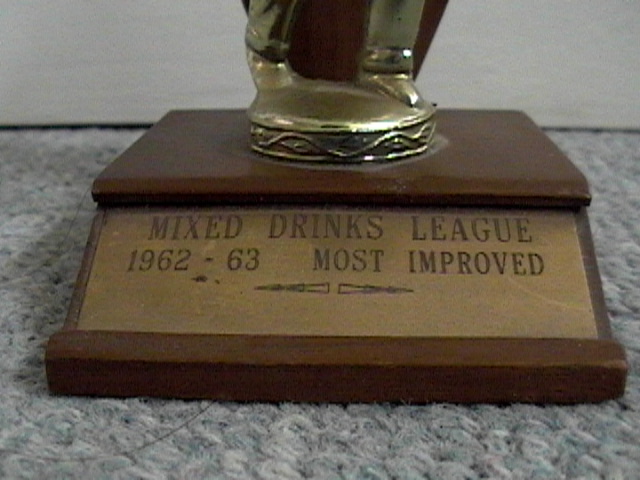 MIXED DRINKS LEAGUE
1962 - 63 MOST IMPROVED